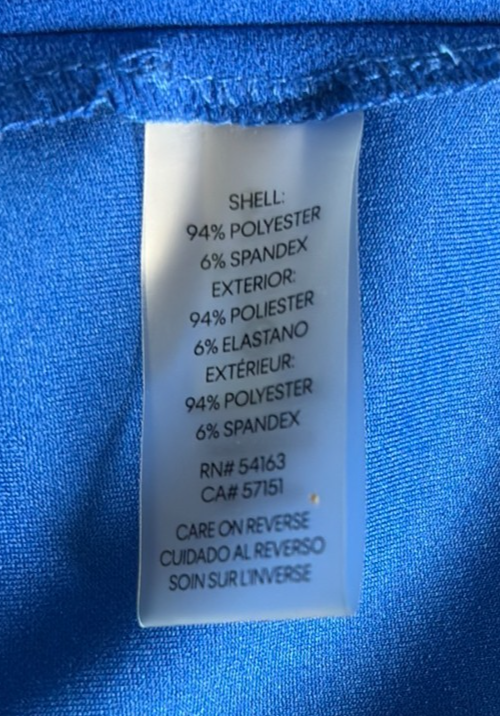 SHELL:
94% POLYESTER
6% SPANDEX
EXTERIOR:
94% POLIESTER
6% ELASTANO
EXTÉRIEUR:
94% POLYESTER
6% SPANDEX
RN# 54163
CA# 57151
CARE ON REVERSE
CUIDADO AL REVERSO
SOIN SUR L'INVERSE